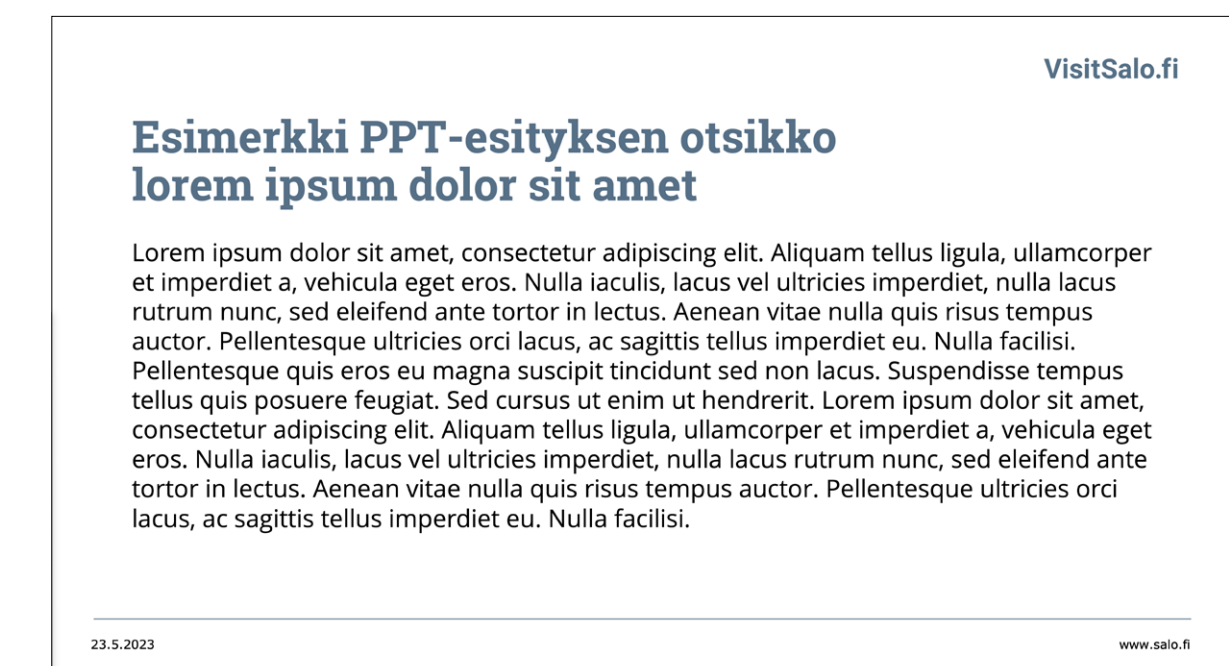 VisitSalo.fi
Esimerkki PPT-esityksen otsikko
lorem ipsum dolor sit amet
Lorem ipsum dolor sit amet, consectetur adipiscing elit. Aliquam tellus ligula, ullamcorper
et imperdiet a, vehicula eget eros. Nulla iaculis, lacus vel ultricies imperdiet, nulla lacus
rutrum nunc, sed eleifend ante tortor in lectus. Aenean vitae nulla quis risus tempus
auctor. Pellentesque ultricies orci lacus, ac sagittis tellus imperdiet eu. Nulla facilisi.
Pellentesque quis eros eu magna suscipit tincidunt sed non lacus. Suspendisse tempus
tellus quis posuere feugiat. Sed cursus ut enim ut hendrerit. Lorem ipsum dolor sit amet,
consectetur adipiscing elit. Aliquam tellus ligula, ullamcorper et imperdiet a, vehicula eget
eros. Nulla iaculis, lacus vel ultricies imperdiet, nulla lacus rutrum nunc, sed eleifend ante
tortor in lectus. Aenean vitae nulla quis risus tempus auctor. Pellentesque ultricies orci
lacus, ac sagittis tellus imperdiet eu. Nulla facilisi.
23.5.2023
www.salo.fi